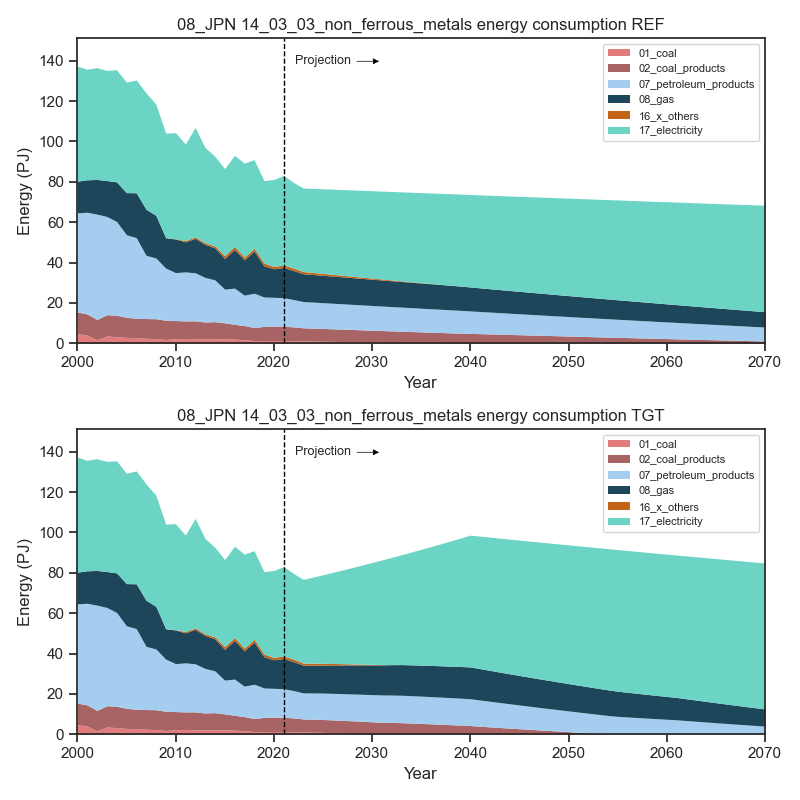 08_JPN 14_03_03_non_ferrous_metals energy consumption REF
Energy (PJ)
140
120
100
80
60
40
20
0
Projection
01_coal
02_coal_products
07_petroleum_products
08_gas
16_x_others
17_electricity
2000 2010 2020 2030 2040 2050 2060 2070
Year
08_JPN 14_03_03_non_ferrous_metals energy consumption TGT
Energy (PJ)
140
120
100
80
60
40
20
0
Projection
01_coal
02_coal_products
07_petroleum_products
08_gas
16_x_others
17_electricity
2000 2010 2020 2030 2040 2050 2060 2070
Year